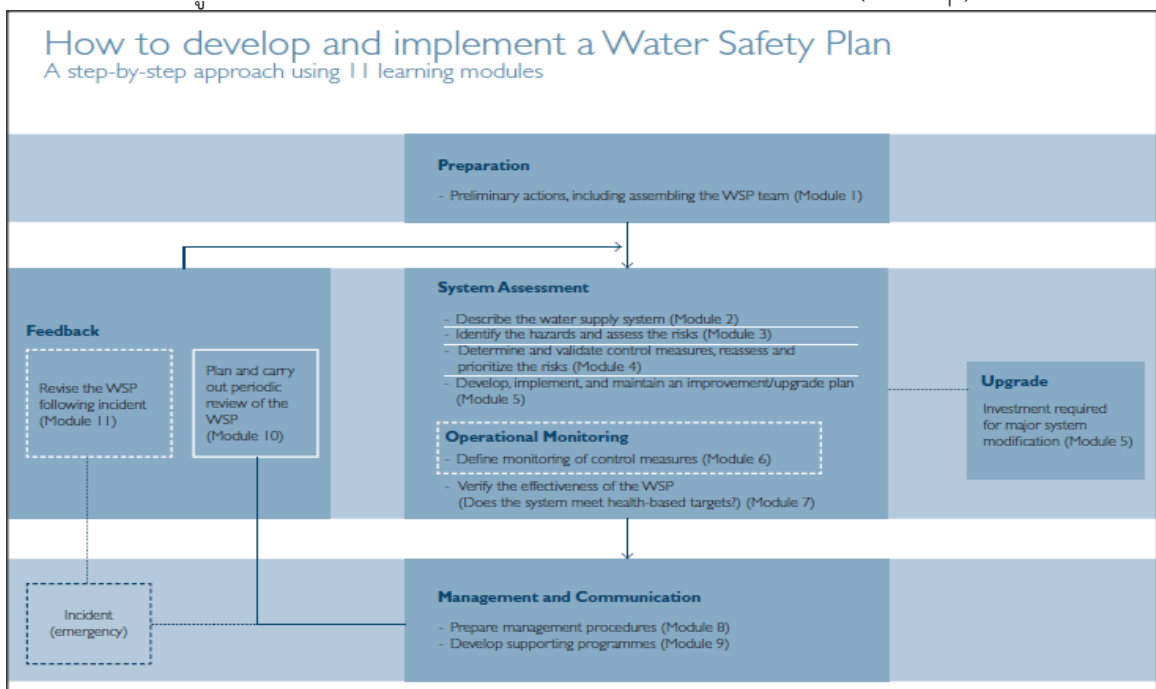 How to develop and implement a Water Safety Plan
A step-by-step approach using 11 learning modules
Preparation
- Preliminary actions, including assembling the WSP team (Module 1)
System Assessment
- Describe the water supply system (Module 2)
- Identify the hazards and assess the risks (Module 3)
- Determine and validate control measures, reassess and
prioritize the risks (Module 4)
- Develop, implement, and maintain an improvement/upgrade plan
(Module 5)
Operational Monitoring
- Define monitoring of control measures (Module 6)
- Verify the effectiveness of the WSP
(Does the system meet health-based targets?) (Module 7)
Feedback
Revise the WSP
following incident
(Module 11)
Plan and carry
out periodic
review of the
WSP
(Module 10)
Upgrade
Investment required
for major system
modification (Module 5)
Incident
(emergency)
Management and Communication
- Prepare management procedures (Module 8)
- Develop supporting programmes (Module 9)